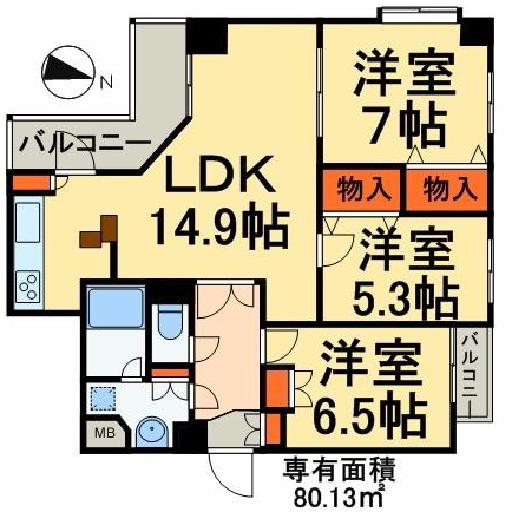 N
バルコニー
洋室
7帖
LDK
14.9帖
物入
物入
洋室
5.3帖
洋室
6.5帖
バルコニー
MB
専有面積
80.13㎡